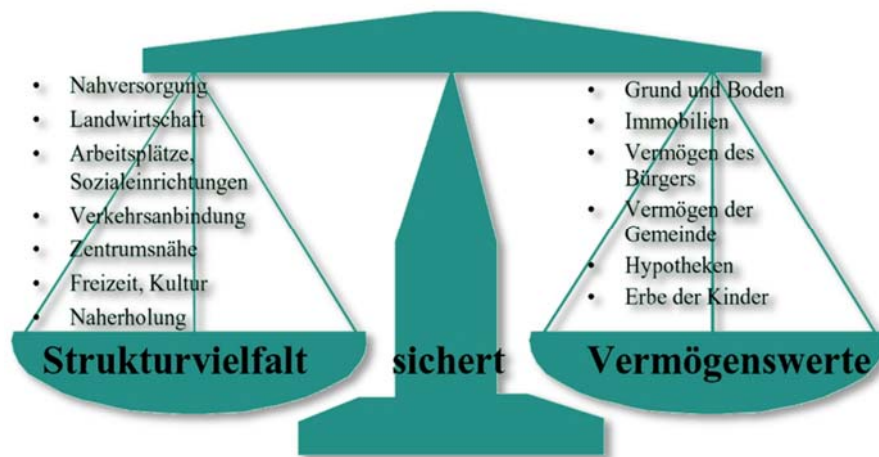 • Nahversorgung
• Landwirtschaft
• Arbeitsplätze,
Sozialeinrichtungen
• Verkehrsanbindung
• Zentrumsnähe
• Freizeit, Kultur
• Naherholung
• Grund und Boden
• Immobilien
• Vermögen des
Bürgers
• Vermögen der
Gemeinde
• Hypotheken
• Erbe der Kinder
Strukturvielfalt sichert Vermögenswerte